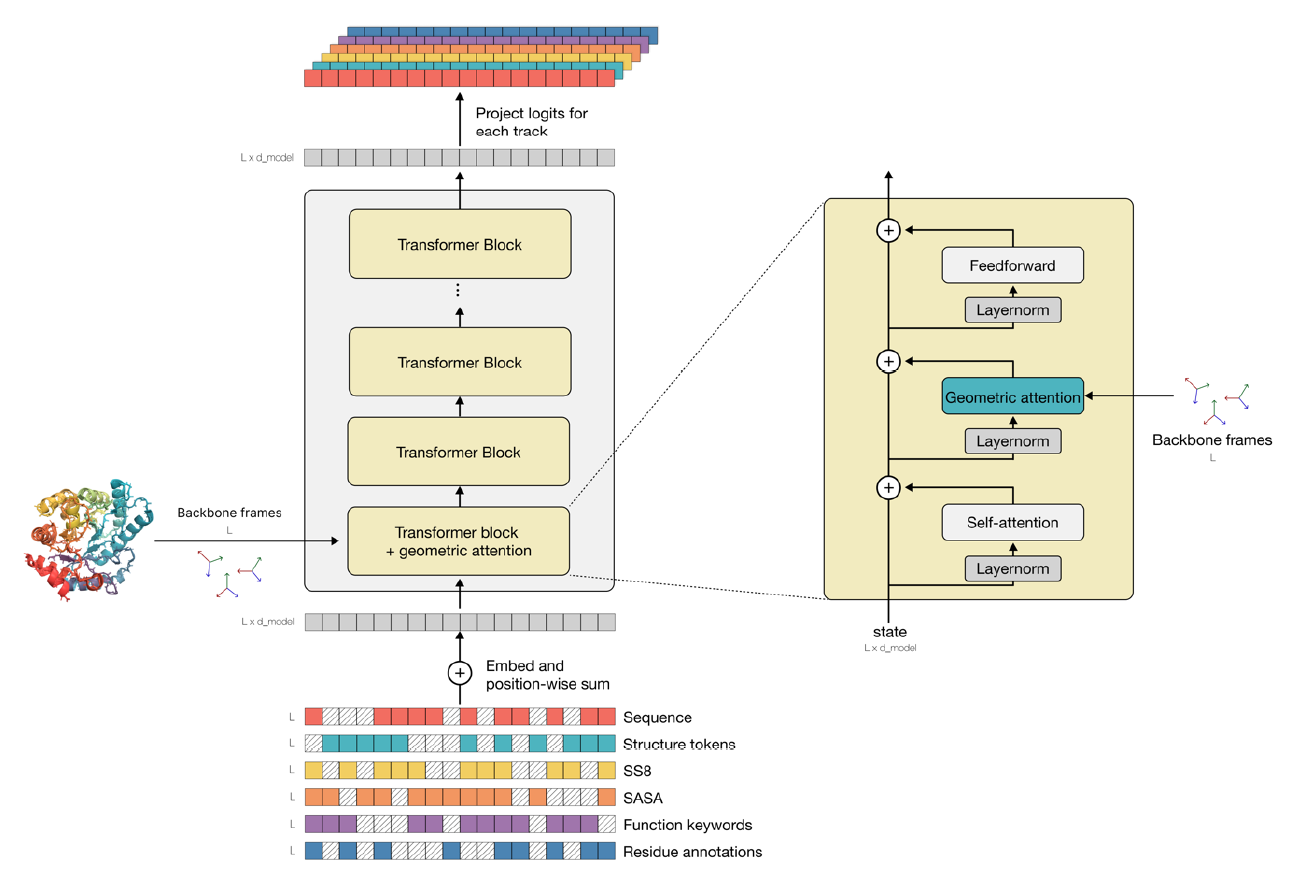 Project logits for
each track
L x d_model
Transformer Block
Transformer Block
Transformer Block
Transformer block
+ geometric attention
Backbone frames
L
L x d_model
Embed and
position-wise sum
L
Sequence
L
Structure tokens
L
SS8
L
SASA
L
Function keywords
L
Residue annotations
+
+
Feedforward
Layernorm
+
Geometric attention
Layernorm
Backbone frames
L
+
Self-attention
Layernorm
state
L x d_model